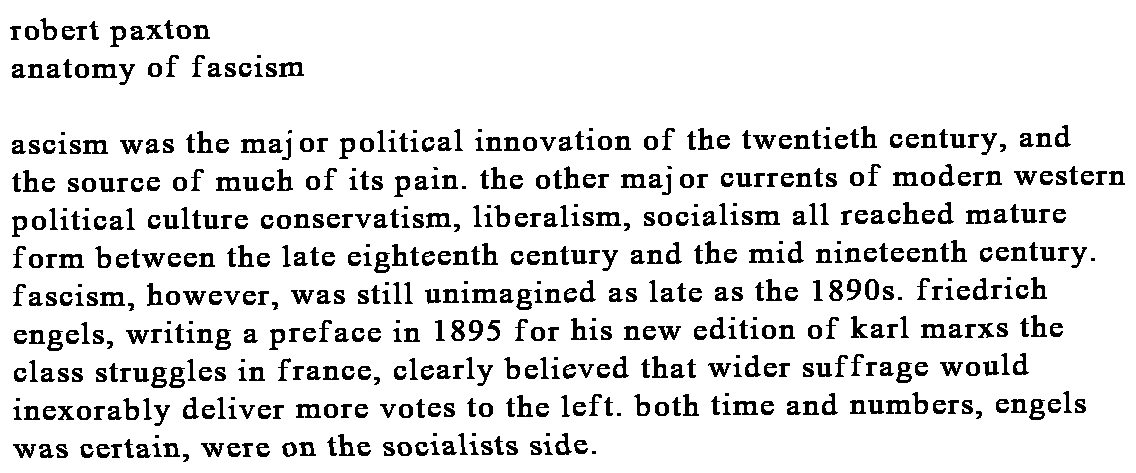 robert paxton
anatomy of fascism

ascism was the major political innovation of the twentieth century, and
the source of much of its pain. the other major currents of modern western
political culture conservatism, liberalism, socialism all reached mature
form between the late eighteenth century and the mid nineteenth century.
fascism, however, was still unimagined as late as the 1890s. friedrich
engels, writing a preface in 1895 for his new edition of karl marxs the
class struggles in france, clearly believed that wider suffrage would
inexorably deliver more votes to the left. both time and numbers, engels
was certain, were on the socialists side.